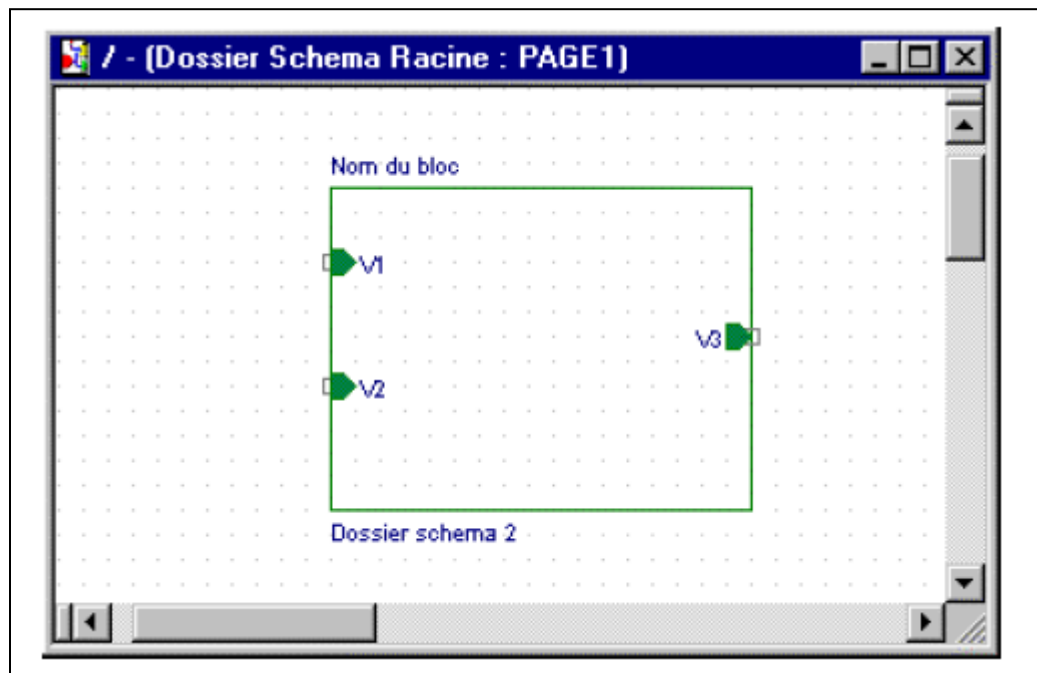 / - (Dossier Schema Racine : PAGE1)
Nom du bloc
V1
V3
V2
Dossier schema 2